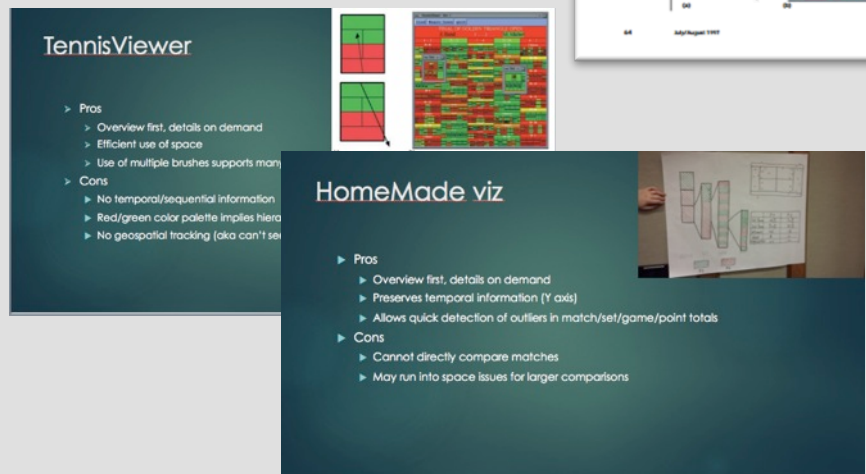 64 July/August 1997
TennisViewer
Pros
Overview first, details on demand
Efficient use of space
Use of multiple brushes supports many
Cons
No temporal/sequential information
Red/green color palette implies hiera
No geospatial tracking (aka can't see
HomeMade viz
Pros
Overview first, details on demand
Preserves temporal information (Y axis)
Allows quick detection of outliers in match/set/game/point totals
Cons
Cannot directly compare matches
May run into space issues for larger comparisons